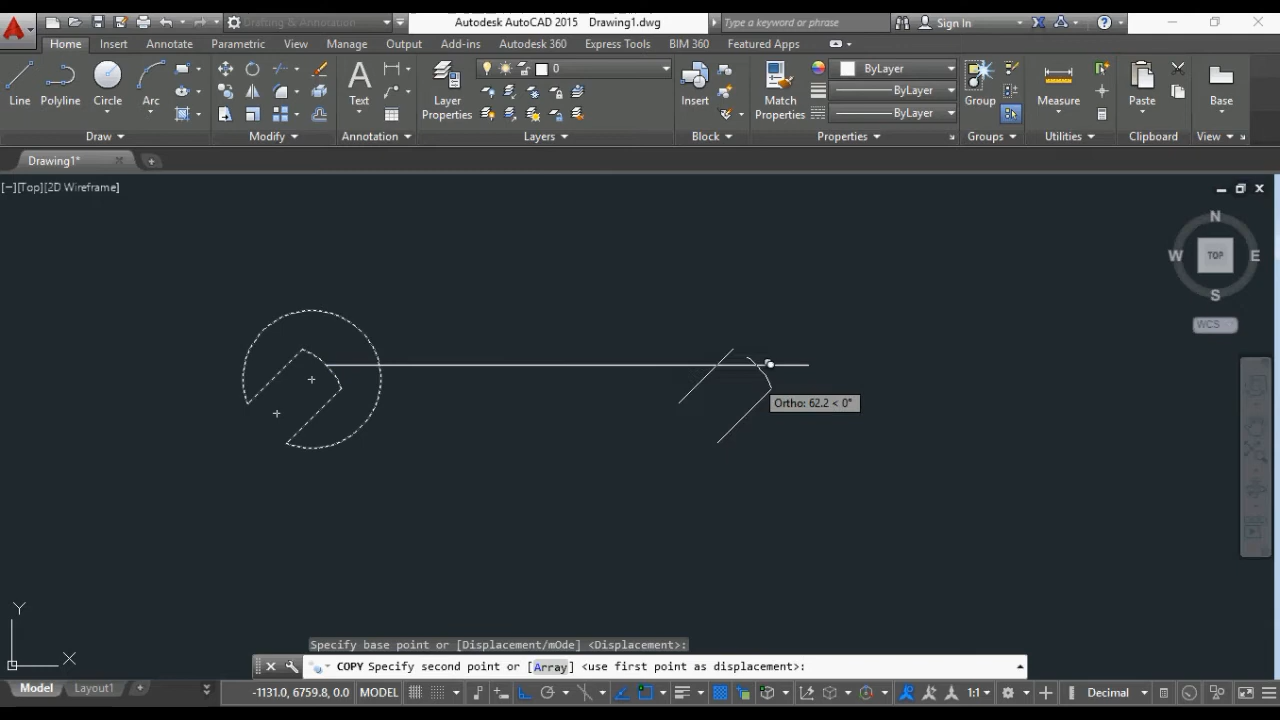 Drafting & Annotation
Autodesk AutoCAD 2015 Drawing1.dwg
Type a keyword or phrase
Sign In
Home Insert Annotate Parametric View Manage Output Add-ins Autodesk 360 Express Tools BIM 360 Featured Apps
0
ByLayer
ByLayer
ByLayer
Line Polyline Circle Arc Text Layer Properties Insert Match Properties Group Measure Paste Base
Draw Modify Annotation Layers Block Properties Groups Utilities Clipboard View
Drawing1*
[−][Top][2D Wireframe]
N
W TOP E
S
WCS
Ortho: 62.2 < 0°
Y
X
Specify base point or [Displacement/mOde] <Displacement>:
COPY Specify second point or [Array] <use first point as displacement>:
Model Layout1
-1131.0, 6759.8, 0.0 MODEL 1:1 Decimal